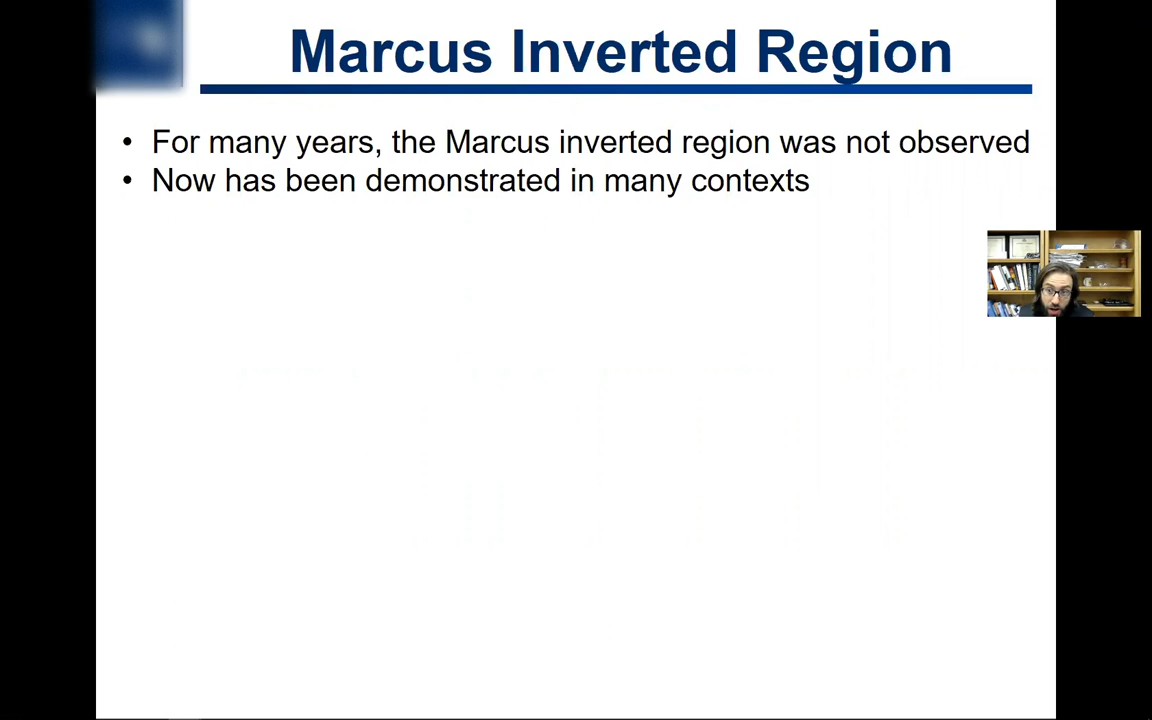 Marcus Inverted Region
• For many years, the Marcus inverted region was not observed
• Now has been demonstrated in many contexts